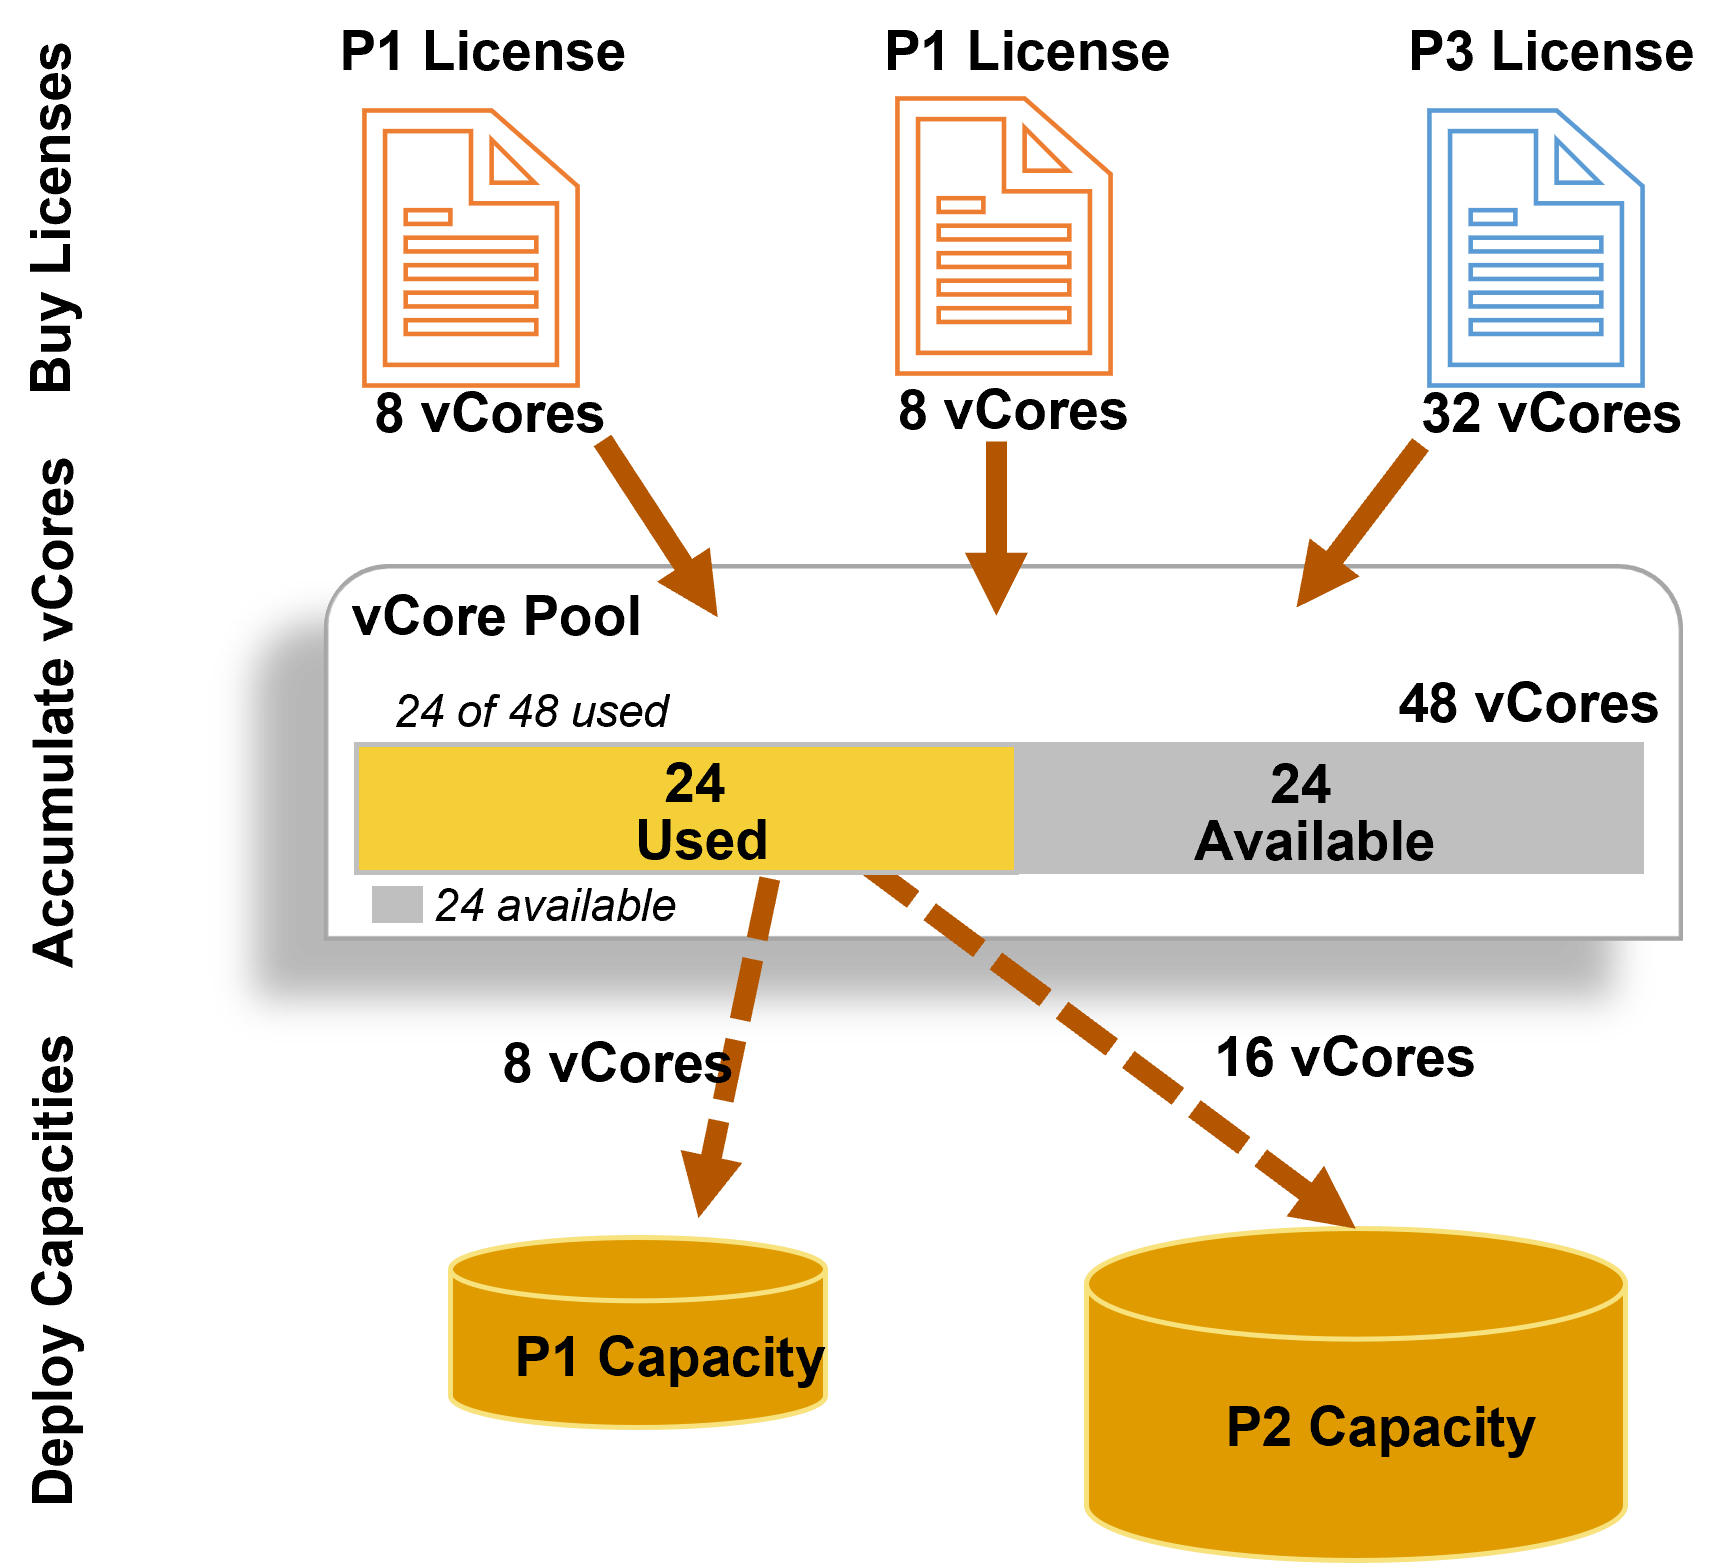 Buy Licenses
P1 License
P1 License
P3 License
8 vCores
8 vCores
32 vCores
Accumulate vCores
vCore Pool
24 of 48 used
48 vCores
24
Used
24
Available
24 available
Deploy Capacities
8 vCores
16 vCores
P1 Capacity
P2 Capacity